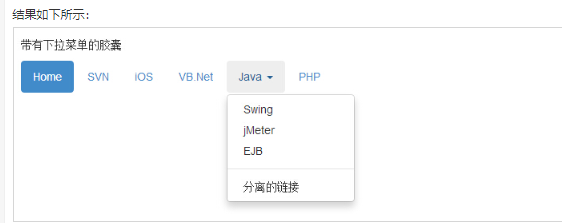 结果如下所示:
带有下拉菜单的胶囊
Home SVN iOS VB.Net Java PHP
Swing
jMeter
EJB
分离的链接